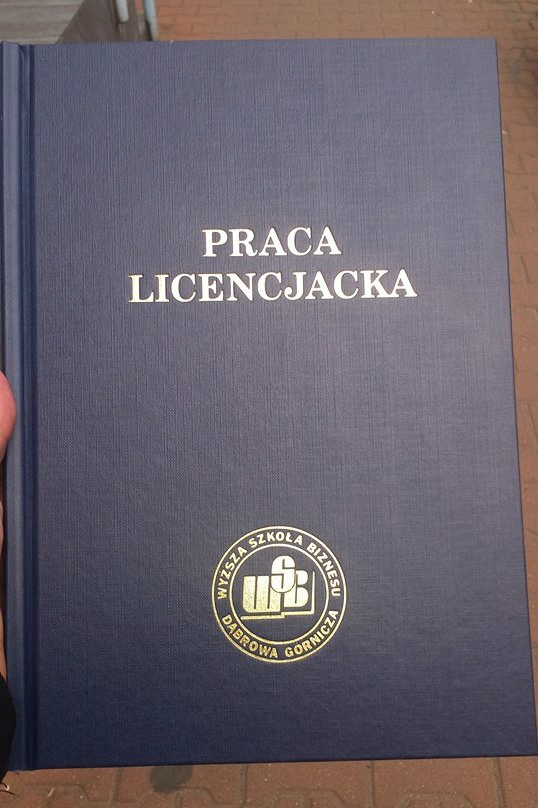 PRACA
LICENCJACKA
WYŻSZA SZKOŁA BIZNESU
WSB
DĄBROWA GÓRNICZA